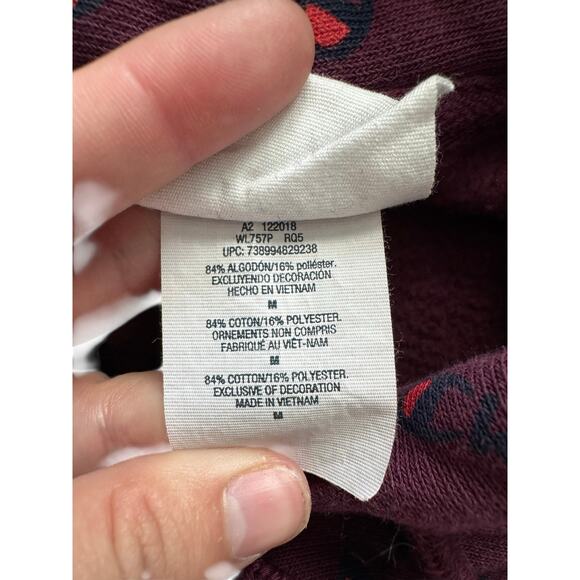 A2 122018
WL757P RQ5
UPC: 738994829238
84% ALGODÓN/16% poliéster.
EXCLUYENDO DECORACIÓN
HECHO EN VIETNAM
M
84% COTON/16% POLYESTER.
ORNEMENTS NON COMPRIS
FABRIQUÉ AU VIÊT-NAM
M
84% COTTON/16% POLYESTER.
EXCLUSIVE OF DECORATION
MADE IN VIETNAM
M